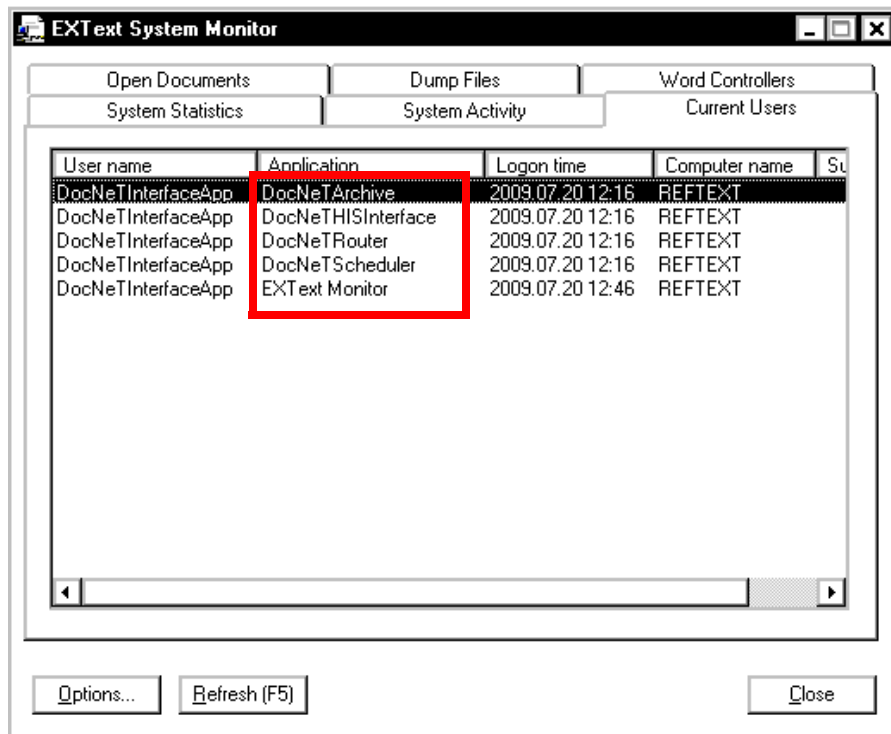 EXText System Monitor
Open Documents Dump Files Word Controllers
System Statistics System Activity Current Users
User name Application Logon time Computer name Su
DocNeTInterfaceApp DocNeTArchive 2009.07.20 12:16 REFTEXT
DocNeTInterfaceApp DocNeTHISInterface 2009.07.20 12:16 REFTEXT
DocNeTInterfaceApp DocNeTRouter 2009.07.20 12:16 REFTEXT
DocNeTInterfaceApp DocNeTScheduler 2009.07.20 12:16 REFTEXT
DocNeTInterfaceApp EXText Monitor 2009.07.20 12:46 REFTEXT
Options... Refresh (F5) Close